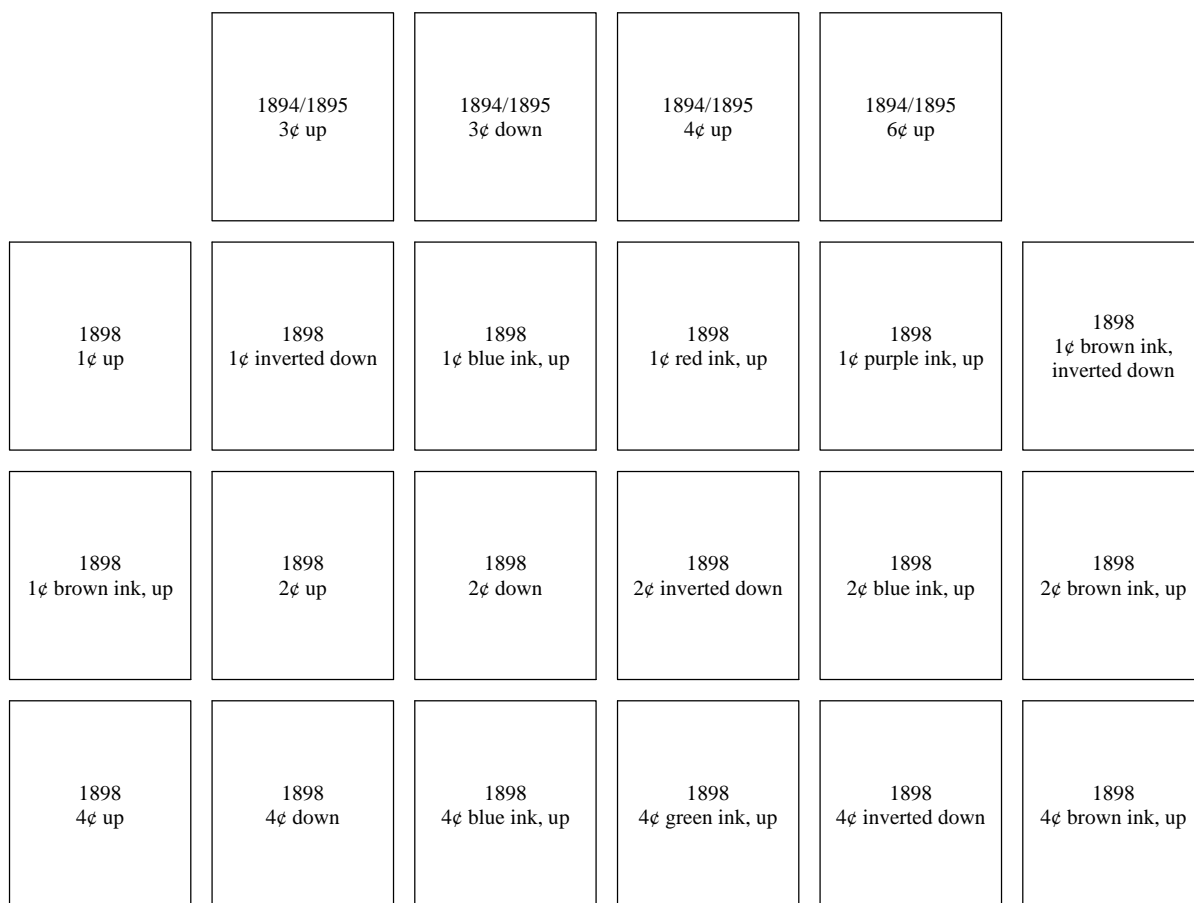 1894/1895
3¢ up
1894/1895
3¢ down
1894/1895
4¢ up
1894/1895
6¢ up
1898
1¢ up
1898
1¢ inverted down
1898
1¢ blue ink, up
1898
1¢ red ink, up
1898
1¢ purple ink, up
1898
1¢ brown ink,
inverted down
1898
1¢ brown ink, up
1898
2¢ up
1898
2¢ down
1898
2¢ inverted down
1898
2¢ blue ink, up
1898
2¢ brown ink, up
1898
4¢ up
1898
4¢ down
1898
4¢ blue ink, up
1898
4¢ green ink, up
1898
4¢ inverted down
1898
4¢ brown ink, up